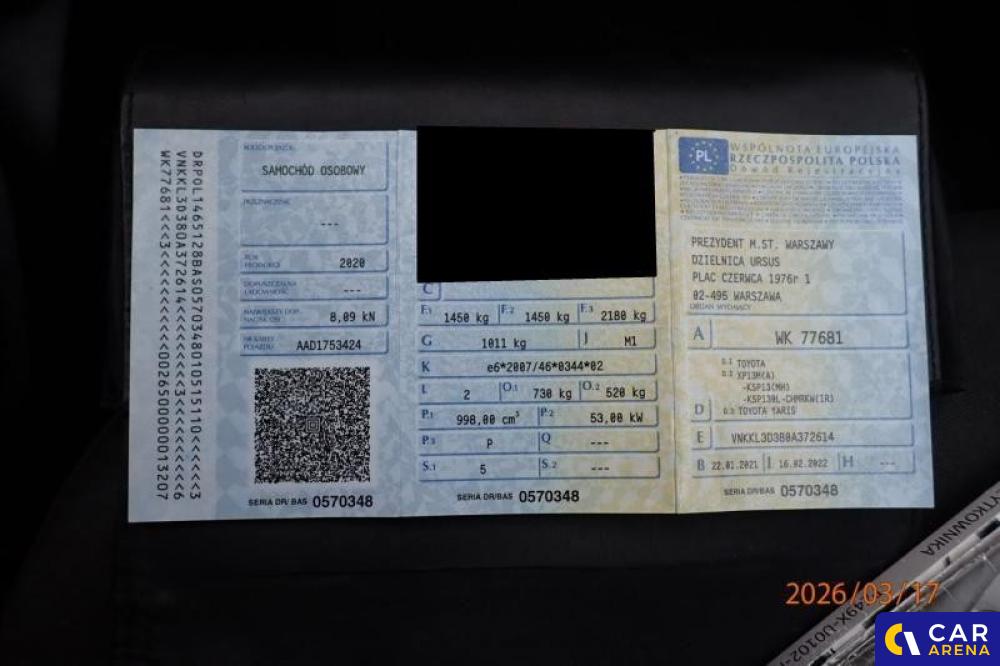 DRPOL1465128BAS0570348010515110<<<<<<3
VNKKL3D3B0A372614<<<<<<<<<3<<<<<<<<<<6
WK77681<<<3<<<<<<<<<<<0026500000013207
RODZAJ POJAZDU
SAMOCHÓD OSOBOWY
PRZEZNACZENIE
---
ROK PRODUKCJI 2020
DOPUSZCZALNA ŁADOWNOŚĆ ---
NAJWIĘKSZY DOP. NACISK OSI 8,09 kN
NR KARTY POJAZDU AAD1753424
SERIA DR/ BAS 0570348
C
F.1 1450 kg F.2 1450 kg F.3 2180 kg
G 1011 kg J M1
K e6*2007/46*0344*02
L 2 O.1 730 kg O.2 520 kg
P.1 998,00 cm³ P.2 53,00 kW
P.3 P Q ---
S.1 5 S.2 ---
SERIA DR/BAS 0570348
PL
WSPÓLNOTA EUROPEJSKA
RZECZPOSPOLITA POLSKA
Dowód Rejestracyjny
PREZYDENT M.ST. WARSZAWY
DZIELNICA URSUS
PLAC CZERWCA 1976r 1
02-495 WARSZAWA
ORGAN WYDAJĄCY
A WK 77681
D.1 TOYOTA
D.2 XP13M(A)
-KSP13(MH)
-KSP130L-CHMRKW(1R)
D D.3 TOYOTA YARIS
E VNKKL3D3B0A372614
B 22.01.2021 I 16.02.2022 H ---
SERIA DR/BAS 0570348
YTKOWNIKA
2026/03/17
CAR
ARENA